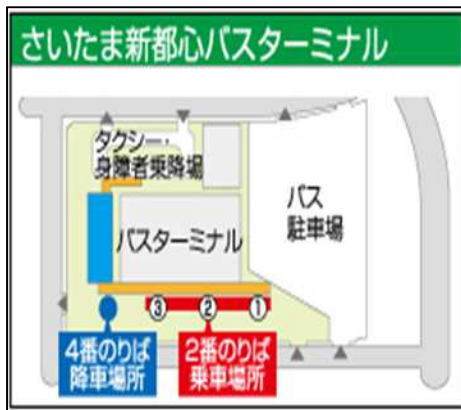 さいたま新都心バスターミナル
タクシー・
身障者乗降場
バス
駐車場
バスターミナル
③ ② ①
4番のりば
降車場所
2番のりば
乗車場所